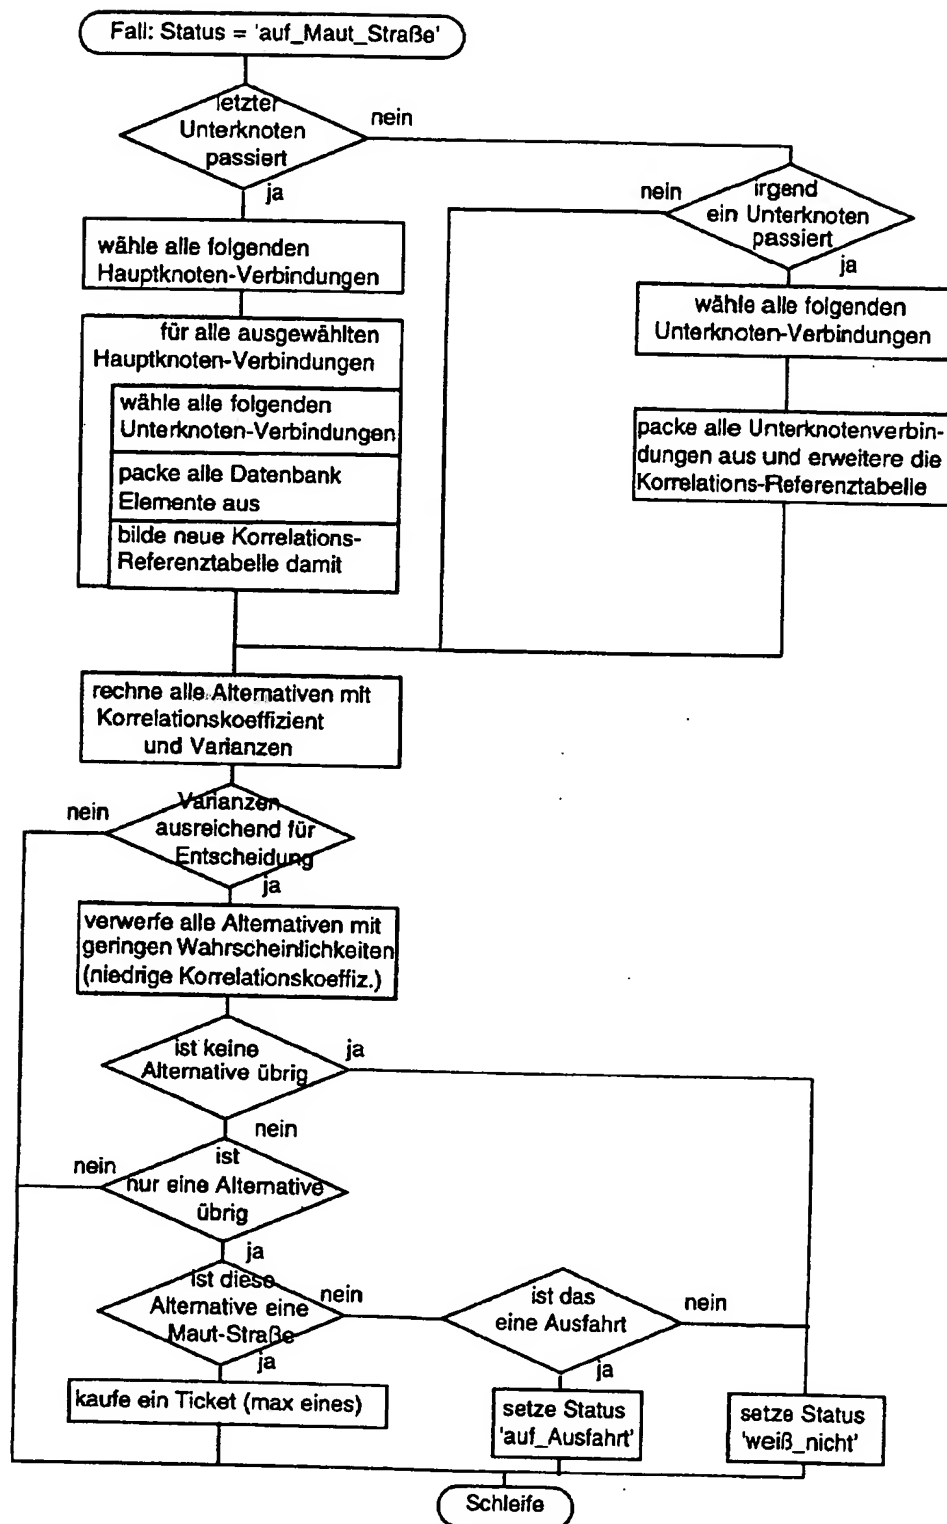 Fall: Status = 'auf_Maut_Straße'
letzter
Unterknoten
passiert
nein
ja
irgend
ein Unterknoten
passiert
nein
ja
wähle alle folgenden
Hauptknoten-Verbindungen
wähle alle folgenden
Unterknoten-Verbindungen
für alle ausgewählten
Hauptknoten-Verbindungen
wähle alle folgenden
Unterknoten-Verbindungen
packe alle Datenbank
Elemente aus
bilde neue Korrelations-
Referenztabelle damit
packe alle Unterknotenverbin-
dungen aus und erweitere die
Korrelations-Referenztabelle
rechne alle Alternativen mit
Korrelationskoeffizient
und Varianzen
nein
Varianzen
ausreichend für
Entscheidung
ja
verwerfe alle Alternativen mit
geringen Wahrscheinlichkeiten
(niedrige Korrelationskoeffiz.)
ist keine
Alternative übrig
ja
nein
nein
ist
nur eine Alternative
übrig
ja
ist diese
Alternative eine
Maut-Straße
nein
ja
ist das
eine Ausfahrt
nein
ja
kaufe ein Ticket (max eines)
setze Status
'auf_Ausfahrt'
setze Status
'weiß_nicht'
Schleife